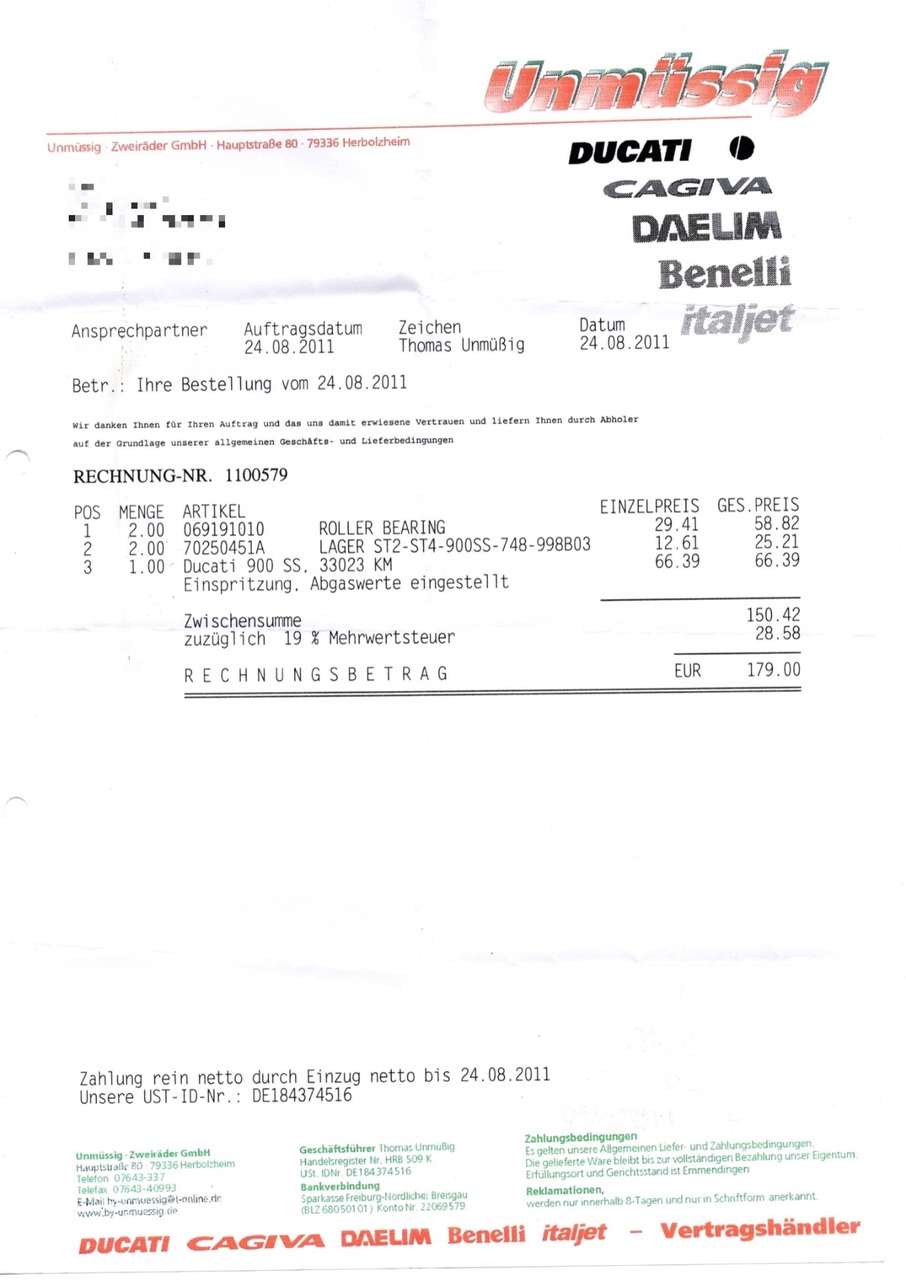 Unmüssig
Unmüssig · Zweiräder GmbH · Hauptstraße 80 · 79336 Herbolzheim
DUCATI
CAGIVA
DAELIM
Benelli
italjet
Ansprechpartner Auftragsdatum Zeichen Datum
24.08.2011 Thomas Unmüßig 24.08.2011
Betr.: Ihre Bestellung vom 24.08.2011
Wir danken Ihnen für Ihren Auftrag und das uns damit erwiesene Vertrauen und liefern Ihnen durch Abholer
auf der Grundlage unserer allgemeinen Geschäfts- und Lieferbedingungen
RECHNUNG-NR. 1100579
POS MENGE ARTIKEL EINZELPREIS GES.PREIS
1 2.00 069191010 ROLLER BEARING 29.41 58.82
2 2.00 70250451A LAGER ST2-ST4-900SS-748-998B03 12.61 25.21
3 1.00 Ducati 900 SS, 33023 KM 66.39 66.39
Einspritzung, Abgaswerte eingestellt
Zwischensumme 150.42
zuzüglich 19 % Mehrwertsteuer 28.58
RECHNUNGSBETRAG EUR 179.00
Zahlung rein netto durch Einzug netto bis 24.08.2011
Unsere UST-ID-Nr.: DE184374516
Unmüssig · Zweiräder GmbH
Hauptstraße 80 79336 Herbolzheim
Telefon 07643-337
Telefax 07643-40993
E-Mail by-unmuessig@t-online.de
www.by-unmuessig.de
Geschäftsführer Thomas Unmüßig
Handelsregister Nr. HRB 509 K
USt. IDNr. DE184374516
Bankverbindung
Sparkasse Freiburg-Nördlicher Breisgau
(BLZ 680 501 01) Konto Nr. 22069579
Zahlungsbedingungen
Es gelten unsere Allgemeinen Liefer- und Zahlungsbedingungen.
Die gelieferte Ware bleibt bis zur vollständigen Bezahlung unser Eigentum.
Erfüllungsort und Gerichtsstand ist Emmendingen
Reklamationen,
werden nur innerhalb 8-Tagen und nur in Schriftform anerkannt.
DUCATI CAGIVA DAELIM Benelli italjet – Vertragshändler